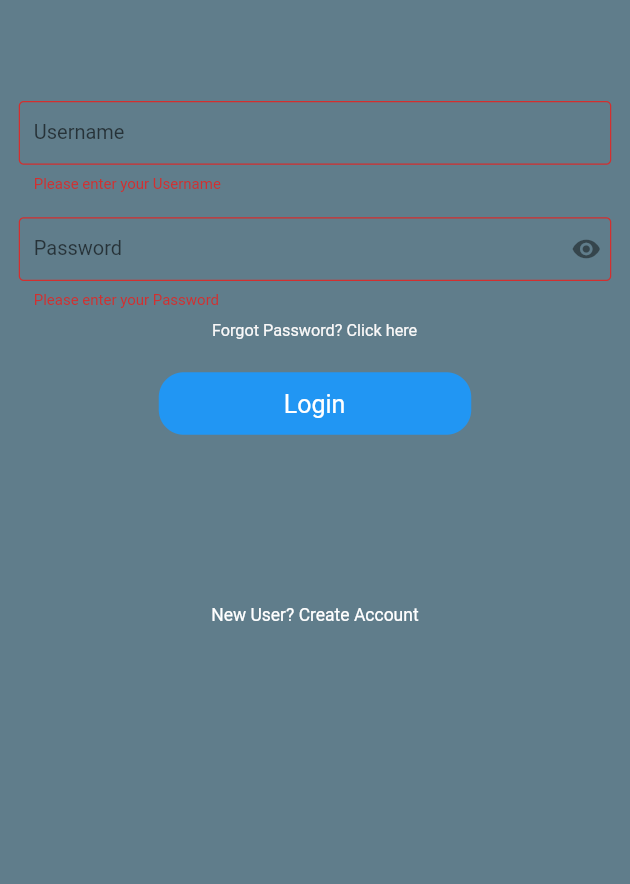 Username
Please enter your Username
Password
Please enter your Password
Forgot Password? Click here
Login
New User? Create Account